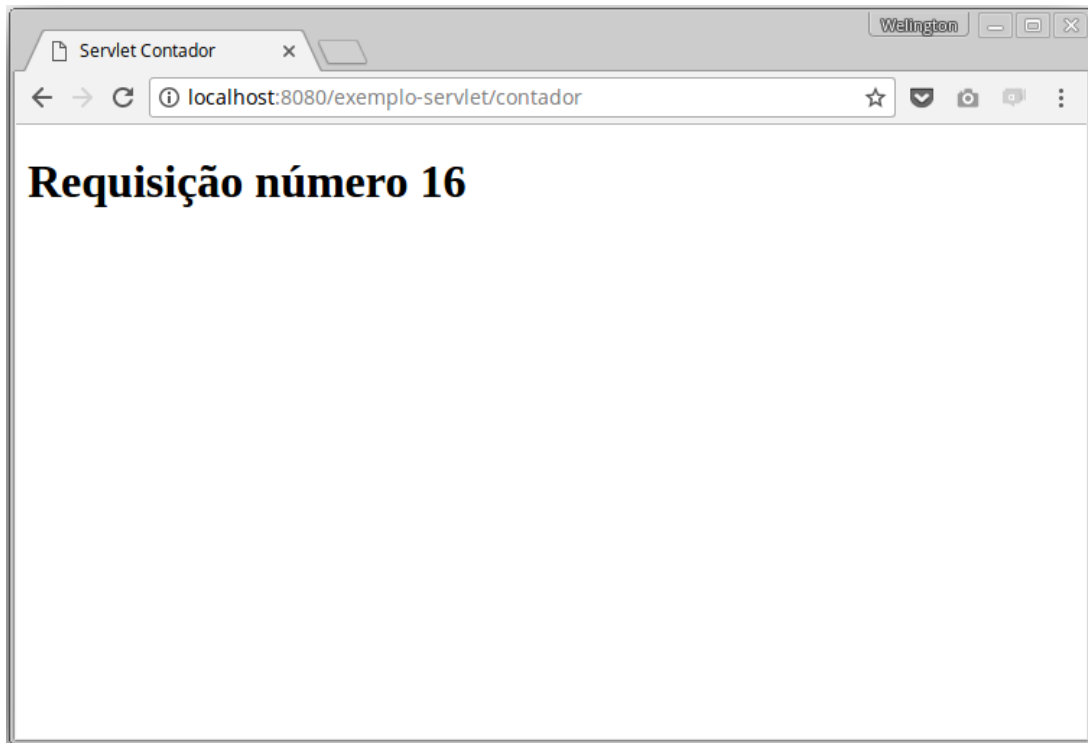 Welington
Servlet Contador
localhost:8080/exemplo-servlet/contador
Requisição número 16